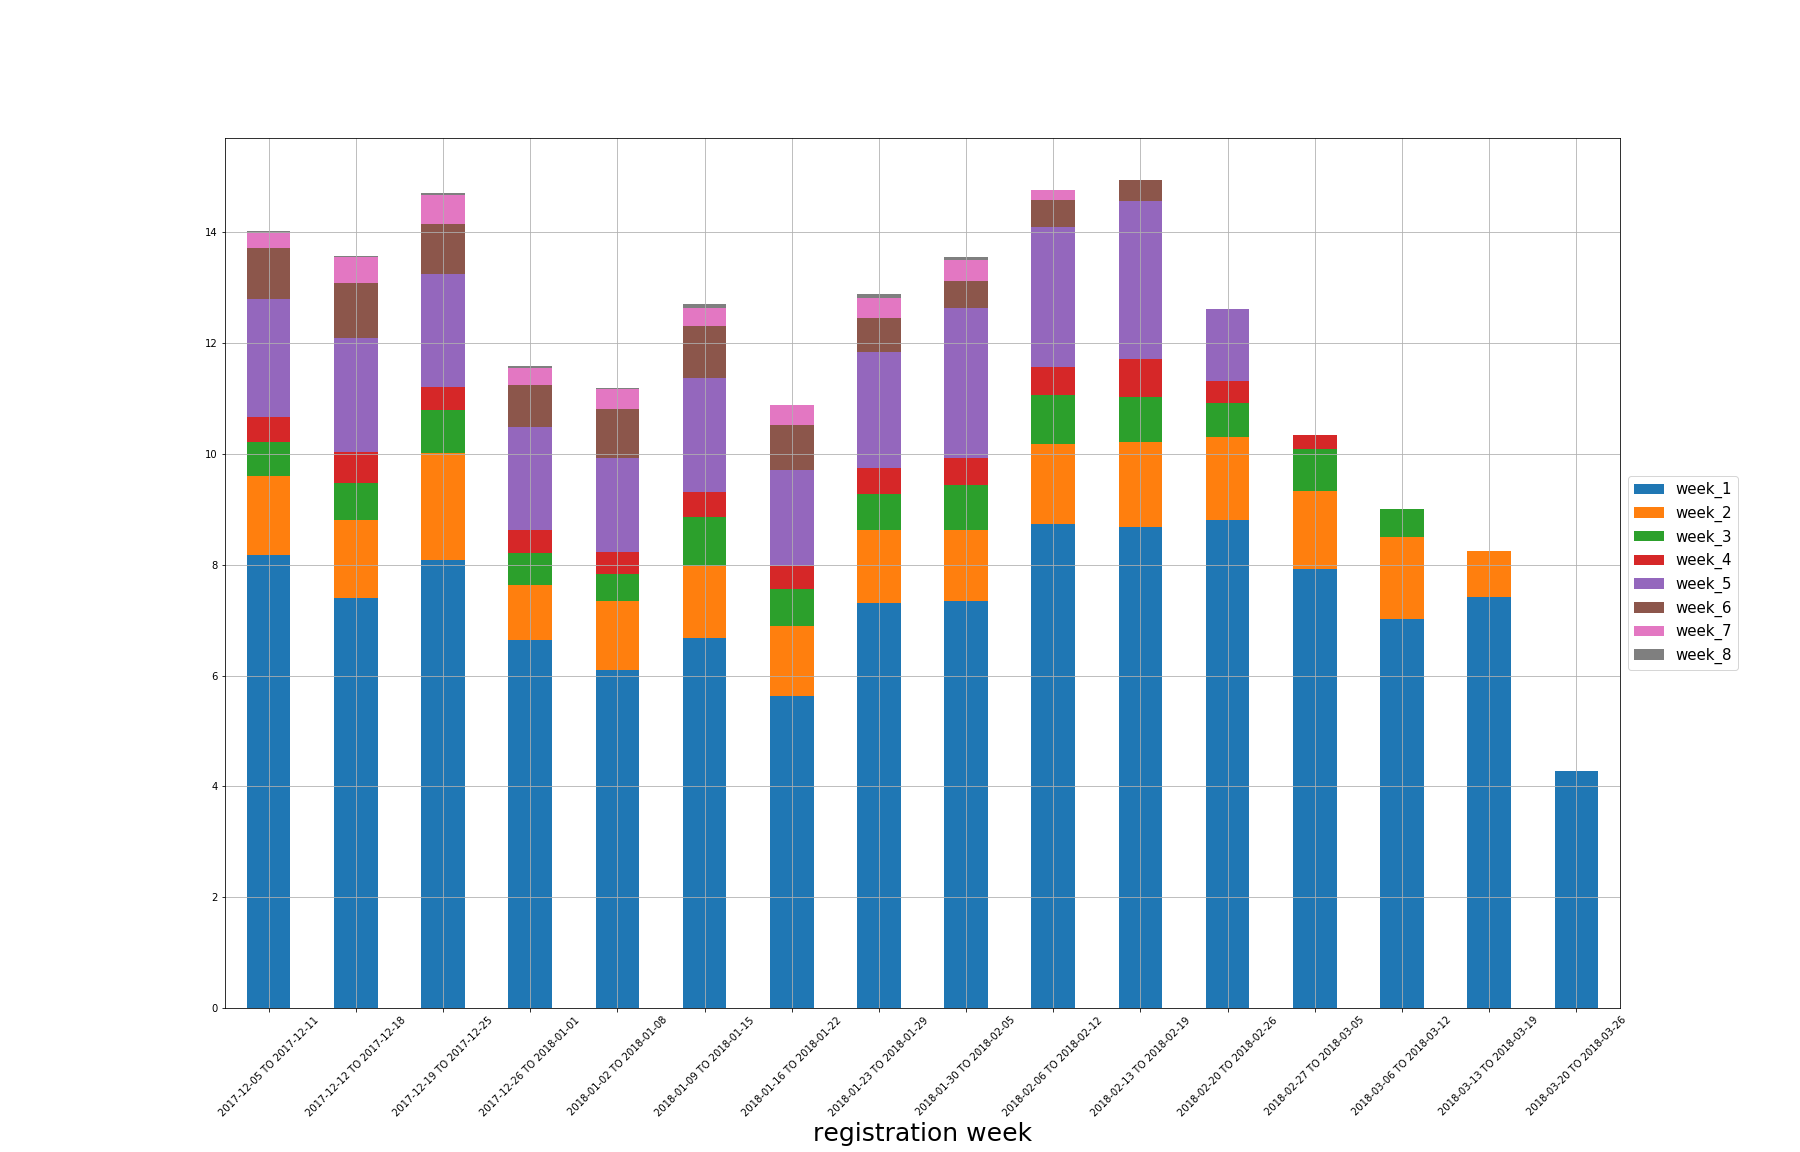 14
12
10
8
6
4
2
0
week_1
week_2
week_3
week_4
week_5
week_6
week_7
week_8
2017-12-05 TO 2017-12-11
2017-12-12 TO 2017-12-18
2017-12-19 TO 2017-12-25
2017-12-26 TO 2018-01-01
2018-01-02 TO 2018-01-08
2018-01-09 TO 2018-01-15
2018-01-16 TO 2018-01-22
2018-01-23 TO 2018-01-29
2018-01-30 TO 2018-02-05
2018-02-06 TO 2018-02-12
2018-02-13 TO 2018-02-19
2018-02-20 TO 2018-02-26
2018-02-27 TO 2018-03-05
2018-03-06 TO 2018-03-12
2018-03-13 TO 2018-03-19
2018-03-20 TO 2018-03-26
registration week